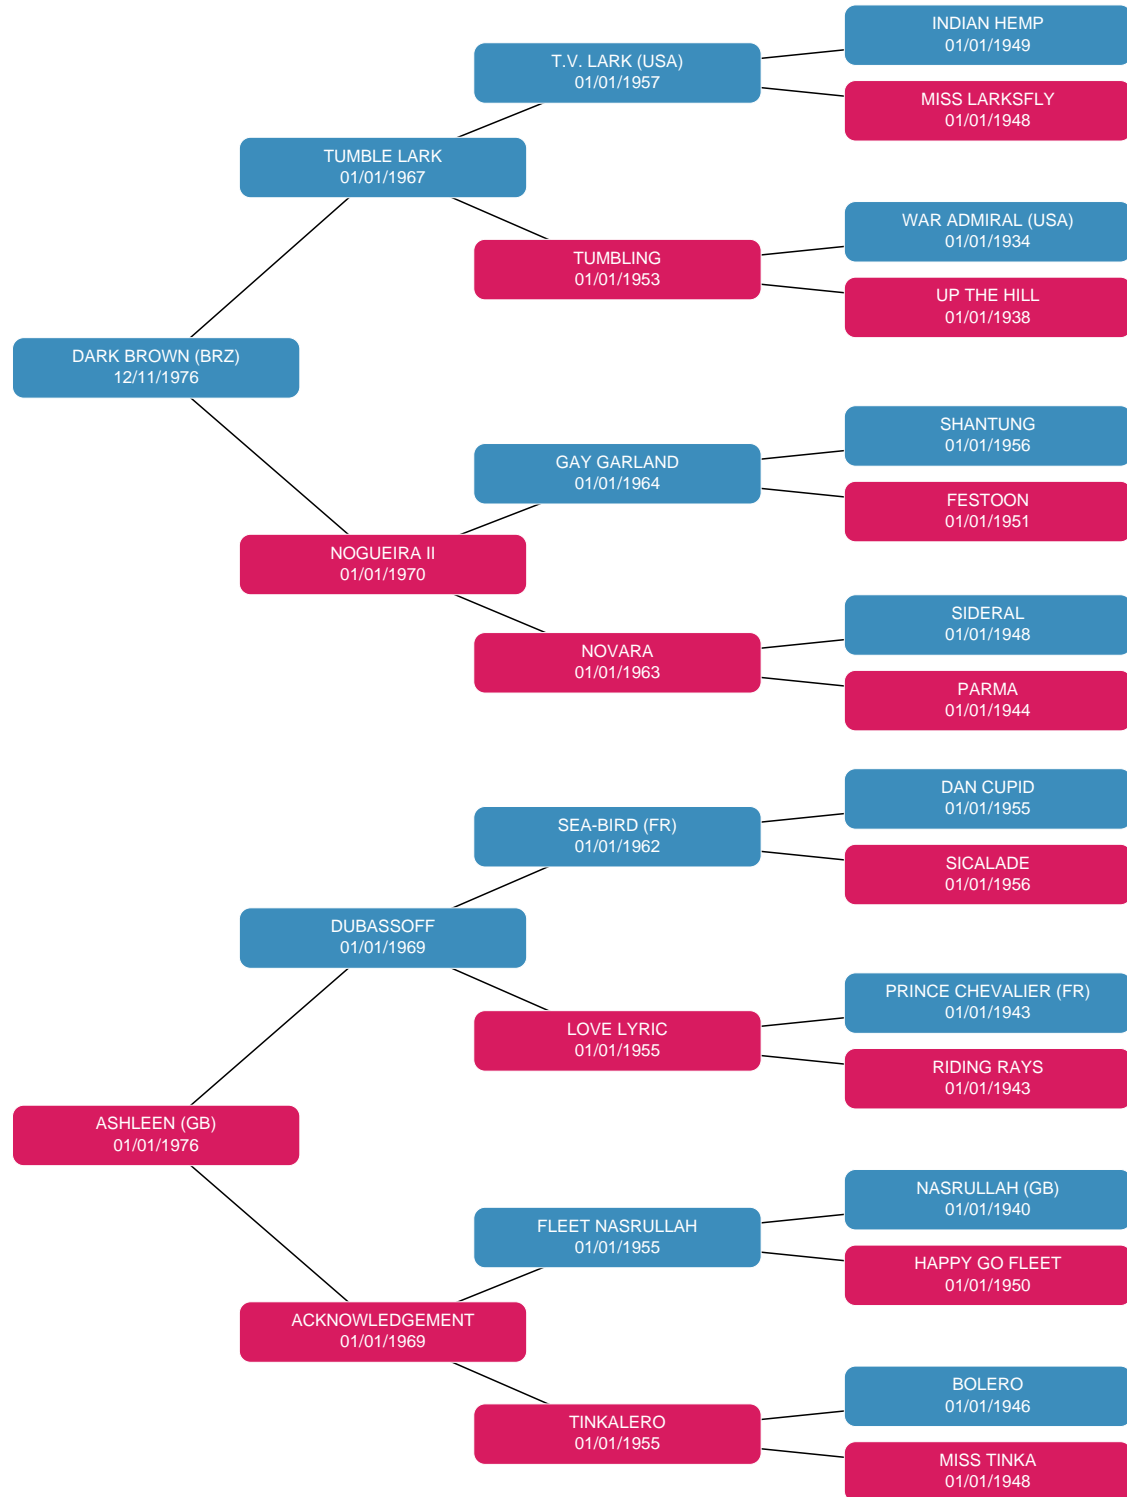 INDIAN HEMP
01/01/1949
T.V. LARK (USA)
01/01/1957
MISS LARKSFLY
01/01/1948
TUMBLE LARK
01/01/1967
WAR ADMIRAL (USA)
01/01/1934
TUMBLING
01/01/1953
UP THE HILL
01/01/1938
DARK BROWN (BRZ)
12/11/1976
SHANTUNG
01/01/1956
GAY GARLAND
01/01/1964
FESTOON
01/01/1951
NOGUEIRA II
01/01/1970
SIDERAL
01/01/1948
NOVARA
01/01/1963
PARMA
01/01/1944
DAN CUPID
01/01/1955
SEA-BIRD (FR)
01/01/1962
SICALADE
01/01/1956
DUBASSOFF
01/01/1969
PRINCE CHEVALIER (FR)
01/01/1943
LOVE LYRIC
01/01/1955
RIDING RAYS
01/01/1943
ASHLEEN (GB)
01/01/1976
NASRULLAH (GB)
01/01/1940
FLEET NASRULLAH
01/01/1955
HAPPY GO FLEET
01/01/1950
ACKNOWLEDGEMENT
01/01/1969
BOLERO
01/01/1946
TINKALERO
01/01/1955
MISS TINKA
01/01/1948